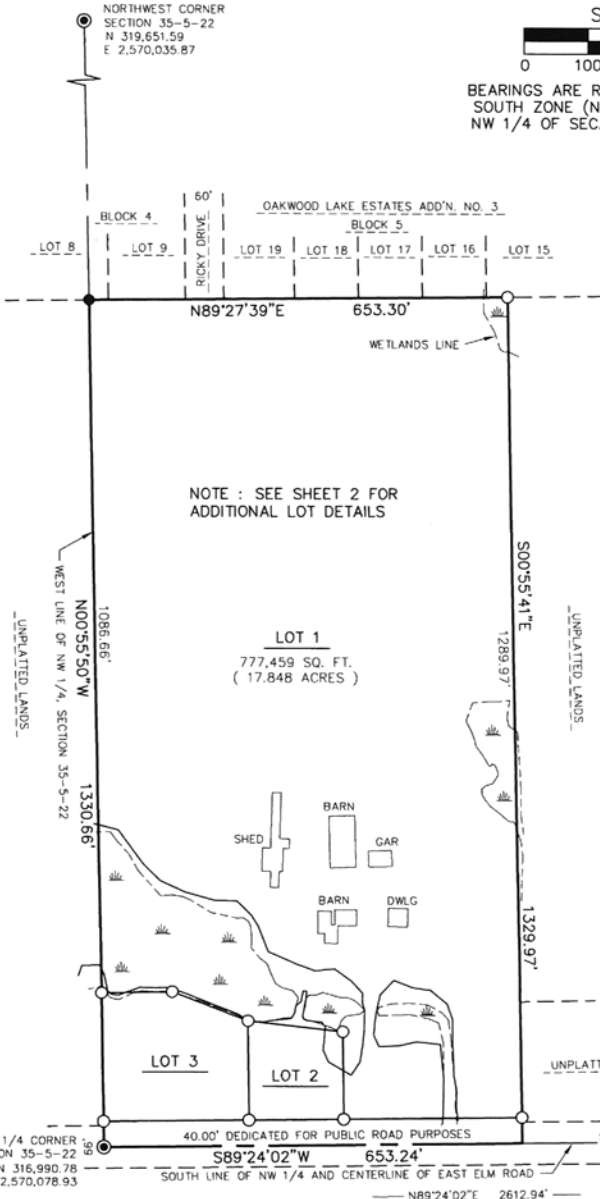 NORTHWEST CORNER
SECTION 35-5-22
N 319,651.59
E 2,570,035.87
S
0 100
BEARINGS ARE R
SOUTH ZONE (N
NW 1/4 OF SEC.
60'
OAKWOOD LAKE ESTATES ADD'N. NO. 3
BLOCK 4
BLOCK 5
RICKY DRIVE
LOT 8
LOT 9
LOT 19
LOT 18
LOT 17
LOT 16
LOT 15
N89°27'39"E 653.30'
WETLANDS LINE
NOTE : SEE SHEET 2 FOR
ADDITIONAL LOT DETAILS
WEST LINE OF NW 1/4, SECTION 35-5-22
N00°55'50"W
1086.66'
1330.66'
UNPLATTED LANDS
LOT 1
777,459 SQ. FT.
( 17.848 ACRES )
S00°55'41"E
1289.97'
1329.97'
UNPLATTED LANDS
BARN
SHED
GAR
BARN
DWLG
LOT 3
LOT 2
UNPLATT
40.00' DEDICATED FOR PUBLIC ROAD PURPOSES
S89°24'02"W 653.24'
1/4 CORNER
ON 35-5-22
N 316,990.78
2,570,078.93
66
SOUTH LINE OF NW 1/4 AND CENTERLINE OF EAST ELM ROAD
N89°24'02"E 2612.94'